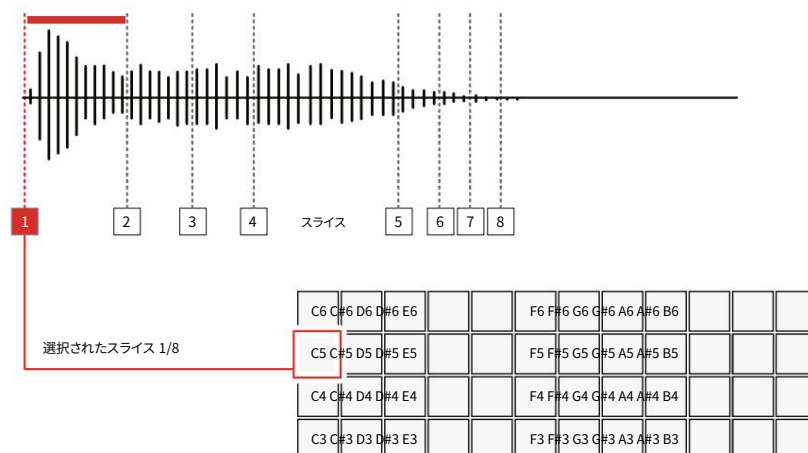 1 2 3 4 スライス 5 6 7 8
C6 C#6 D6 D#6 E6 F6 F#6 G6 G#6 A6 A#6 B6
選択されたスライス 1/8
C5 C#5 D5 D#5 E5 F5 F#5 G5 G#5 A5 A#5 B5
C4 C#4 D4 D#4 E4 F4 F#4 G4 G#4 A4 A#4 B4
C3 C#3 D3 D#3 E3 F3 F#3 G3 G#3 A3 A#3 B3